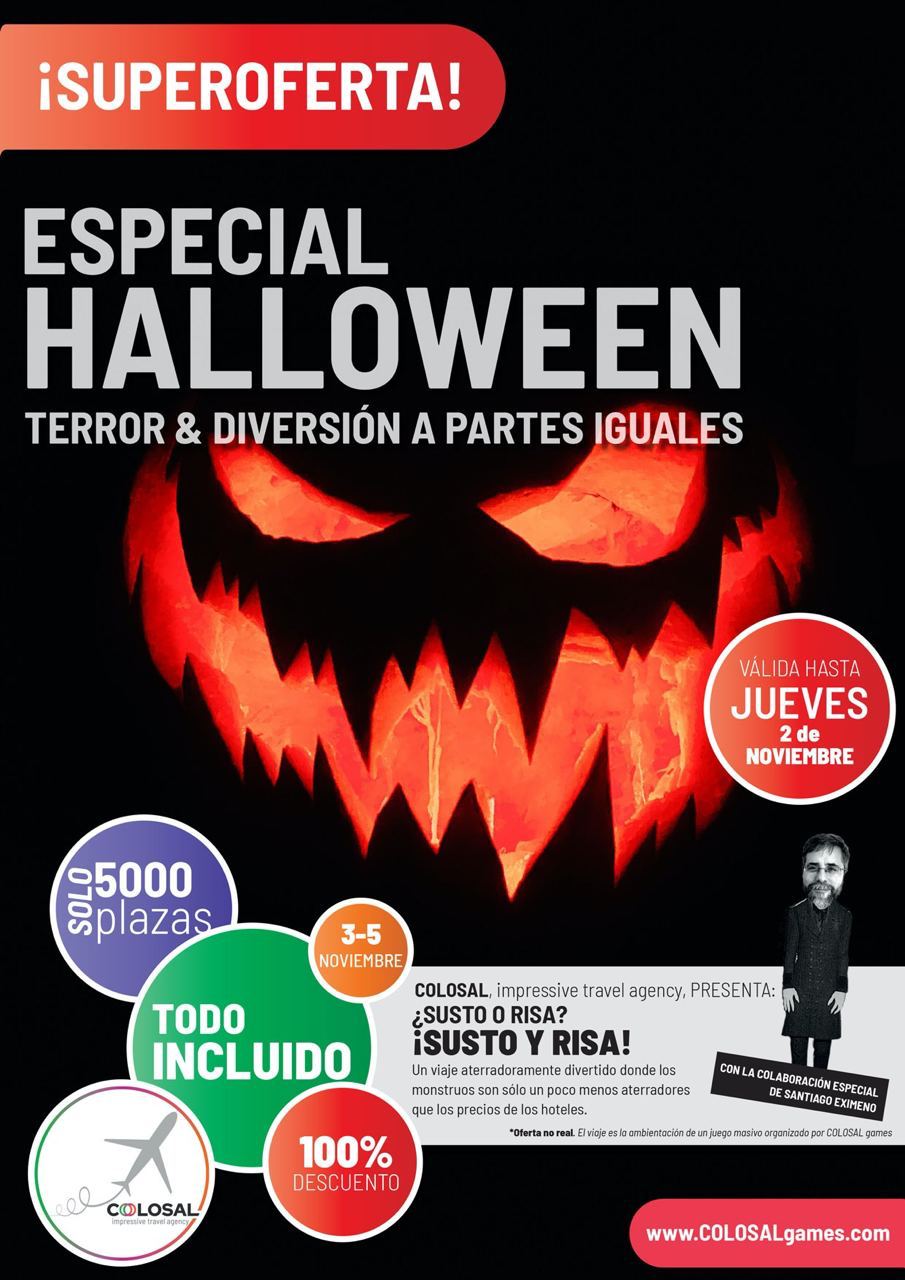 ¡SUPEROFERTA!
ESPECIAL
HALLOWEEN
TERROR & DIVERSIÓN A PARTES IGUALES
VÁLIDA HASTA
JUEVES
2 de
NOVIEMBRE
SOLO 5000
plazas
3-5
NOVIEMBRE
TODO
INCLUIDO
COLOSAL, impressive travel agency, PRESENTA:
¿SUSTO O RISA?
¡SUSTO Y RISA!
Un viaje aterradoramente divertido donde los
monstruos son sólo un poco menos aterradores
que los precios de los hoteles.
CON LA COLABORACIÓN ESPECIAL
DE SANTIAGO EXIMENO
*Oferta no real. El viaje es la ambientación de un juego masivo organizado por COLOSAL games
100%
DESCUENTO
COLOSAL
impressive travel agency
www.COLOSALgames.com